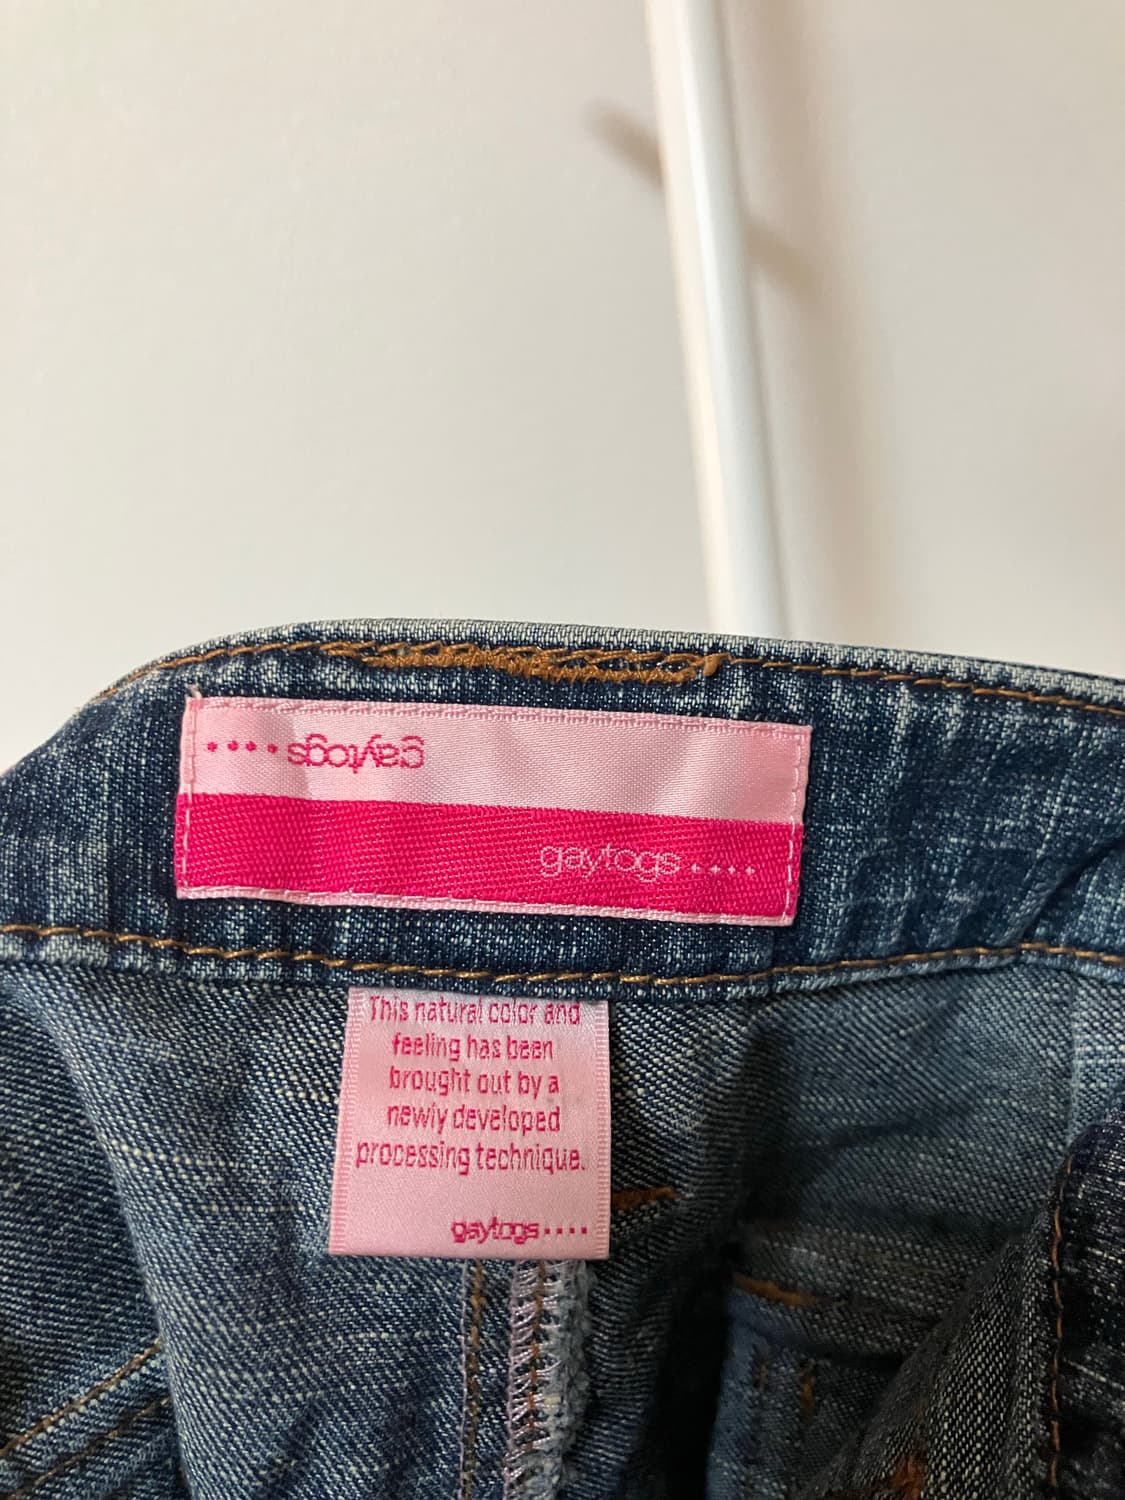 gaytogs ····
gaytogs ····
This natural color and
feeling has been
brought out by a
newly developed
processing technique.
gaytogs ····